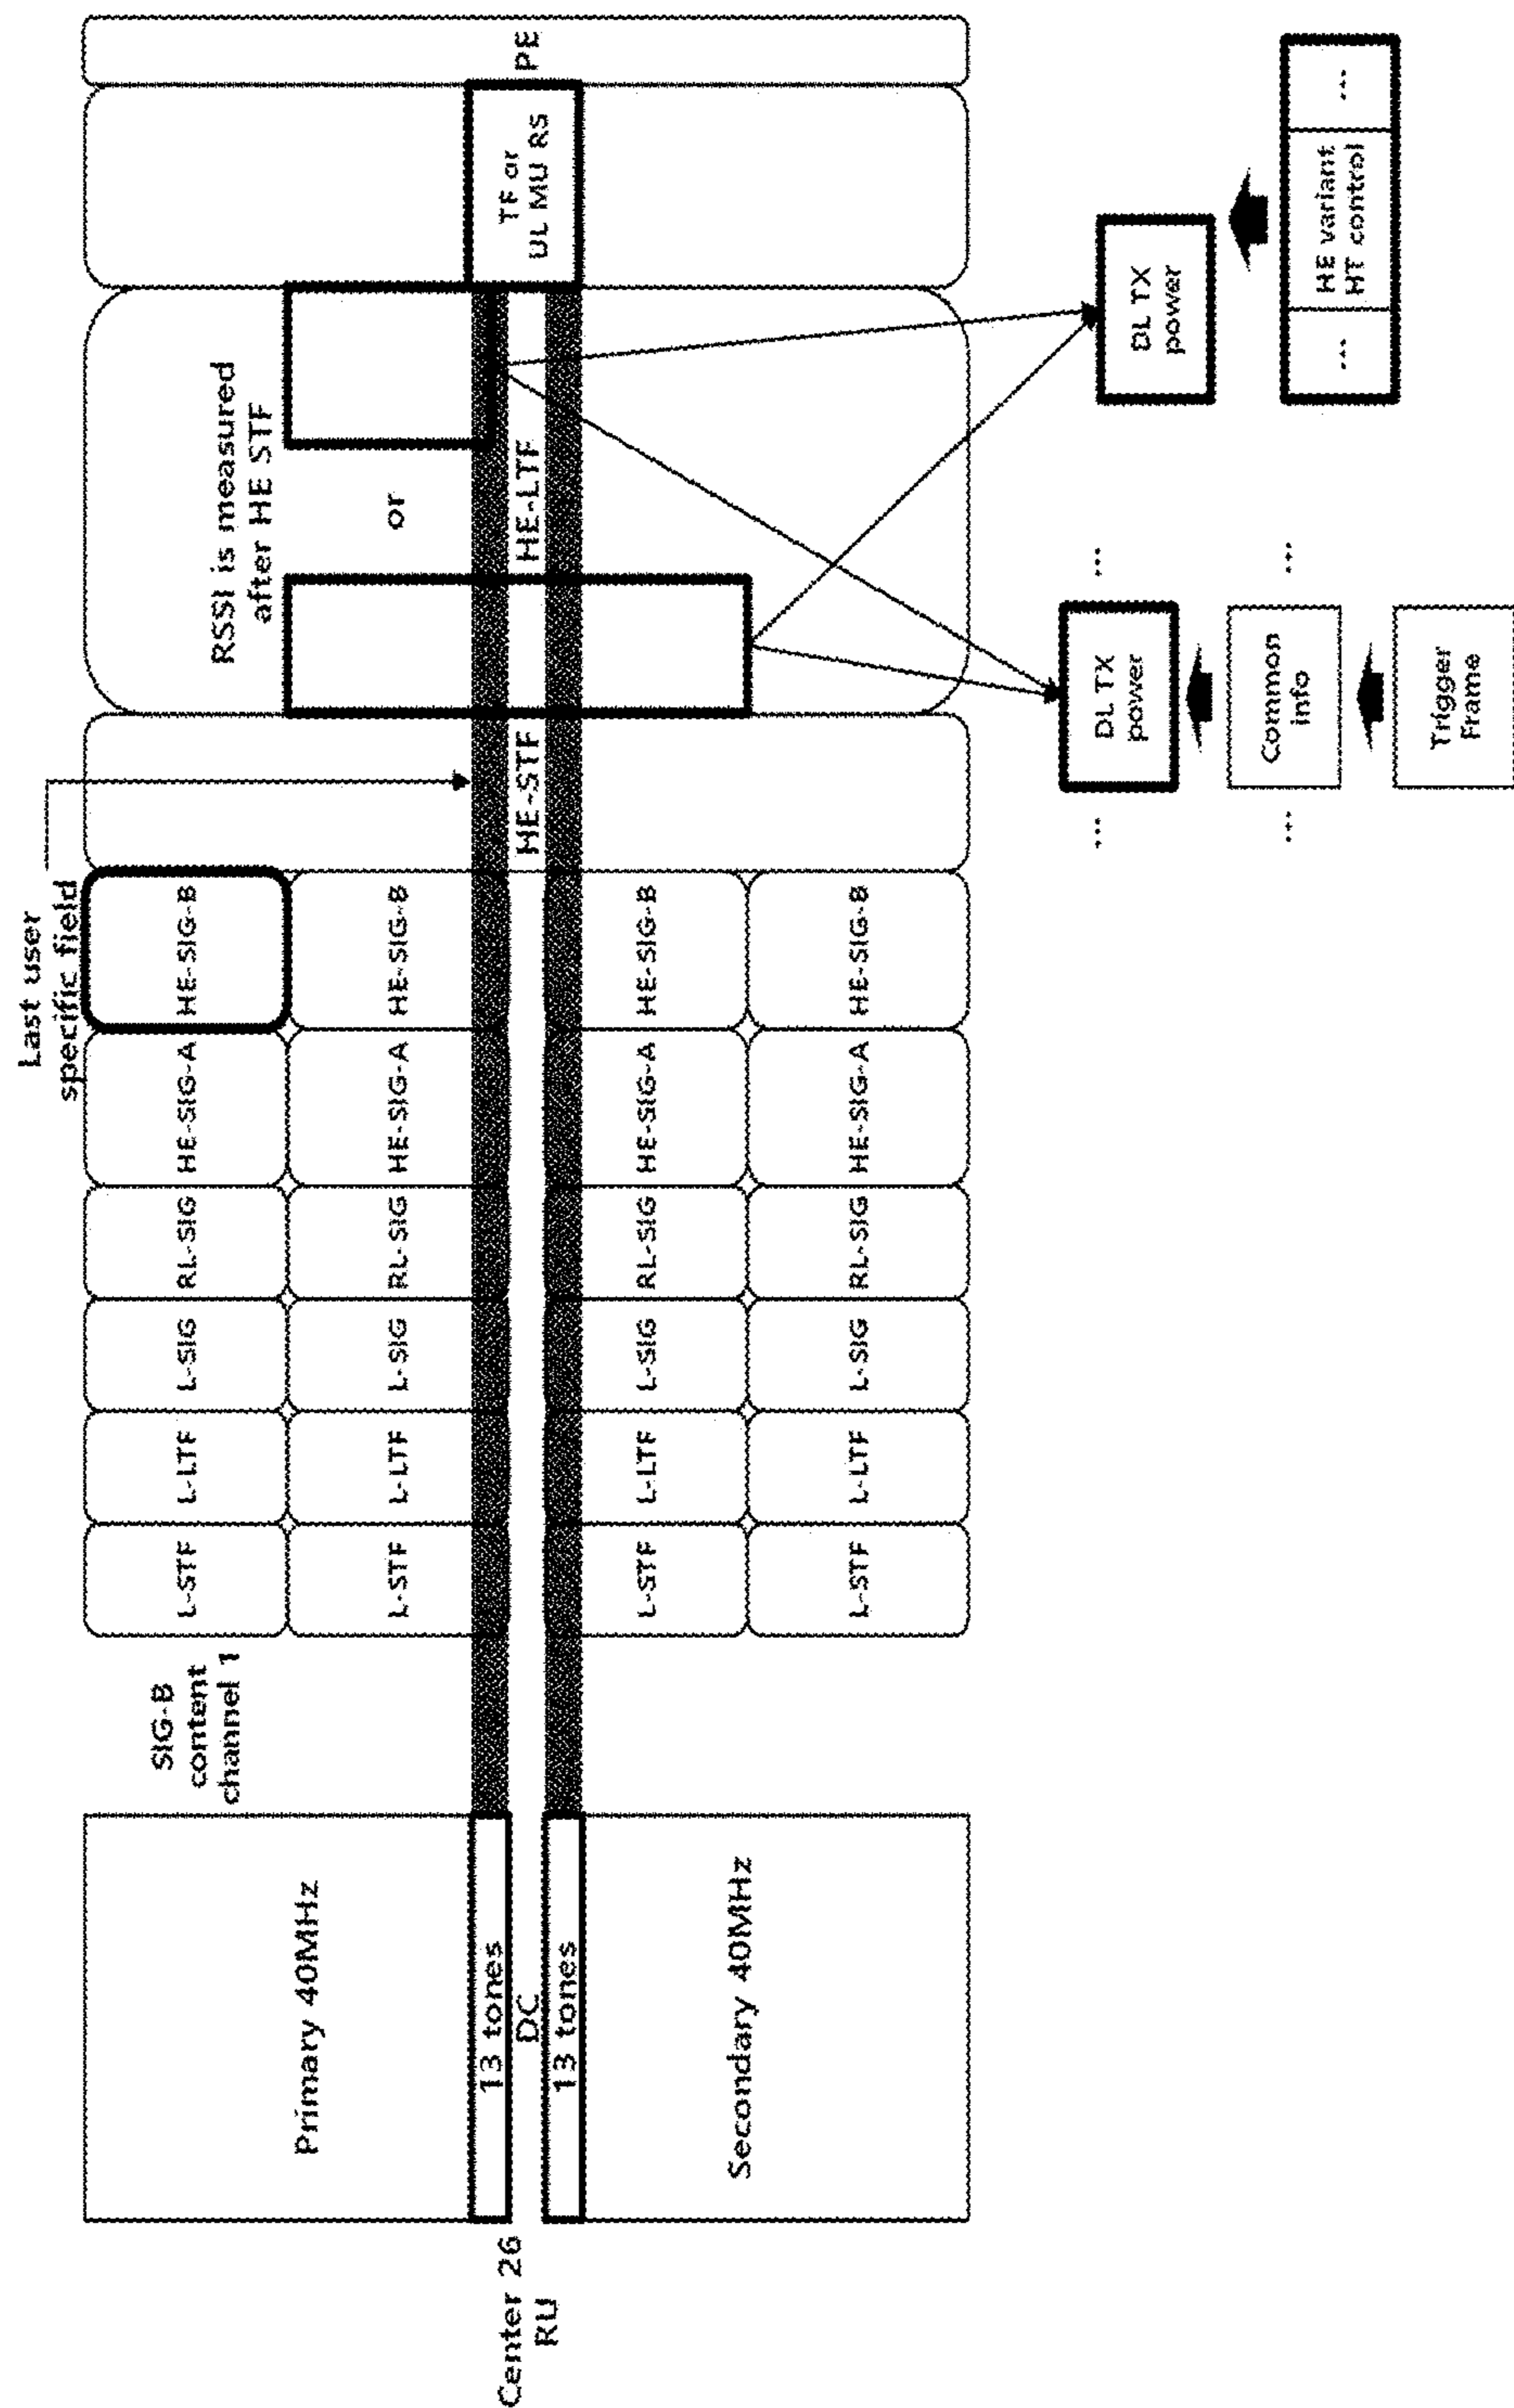 Last user
specific field
SIG-B
content
channel 1
L-STF
L-LTF
L-SIG
RL-SIG
HE-SIG-A
HE-SIG-B
RSSI is measured
after HE STF
Primary 40MHz
L-STF
L-LTF
L-SIG
RL-SIG
HE-SIG-A
HE-SIG-B
or
Center 26
RU
13 tones
DC
13 tones
HE-STF
HE-LTF
TF or
UL MU RS
PE
L-STF
L-LTF
L-SIG
RL-SIG
HE-SIG-A
HE-SIG-B
Secondary 40MHz
L-STF
L-LTF
L-SIG
RL-SIG
HE-SIG-A
HE-SIG-B
...
DL TX
power
...
DL TX
power
...
Common
info
...
...
HE variant
HT control
...
Trigger
Frame